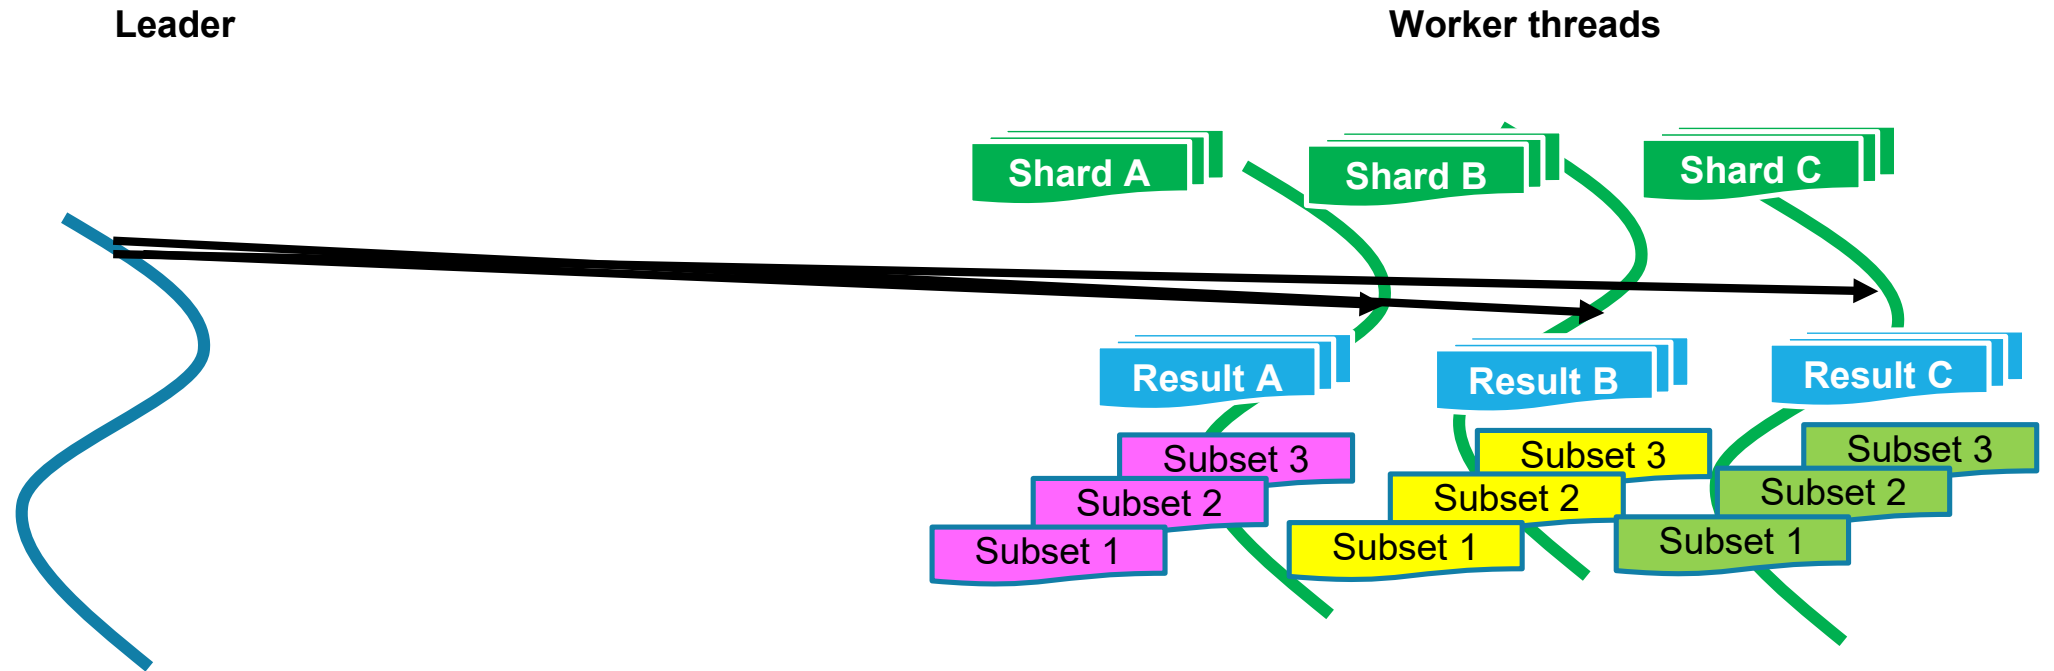 Leader
Worker threads
Shard A
Shard B
Shard C
Result A
Result B
Result C
Subset 3
Subset 2
Subset 1
Subset 3
Subset 2
Subset 1
Subset 3
Subset 2
Subset 1